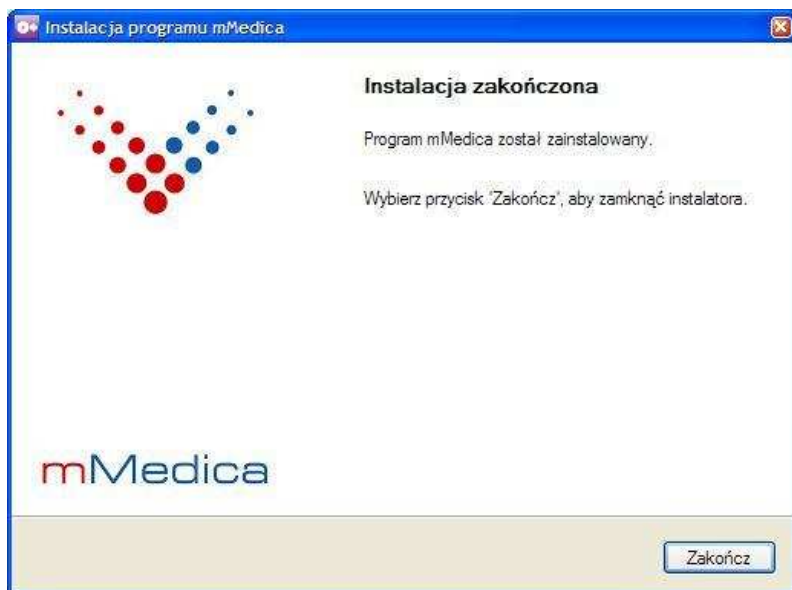 Instalacja programu mMedica
Instalacja zakończona
Program mMedica został zainstalowany.
Wybierz przycisk 'Zakończ', aby zamknąć instalatora.
mMedica
Zakończ